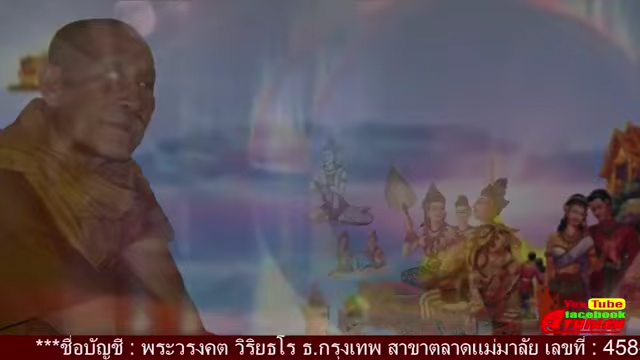 You Tube
facebook
***ชื่อบัญชี : พระวรงคต วิริยธโร ธ.กรุงเทพ สาขาตลาดแม่มาลัย เลขที่ : 458